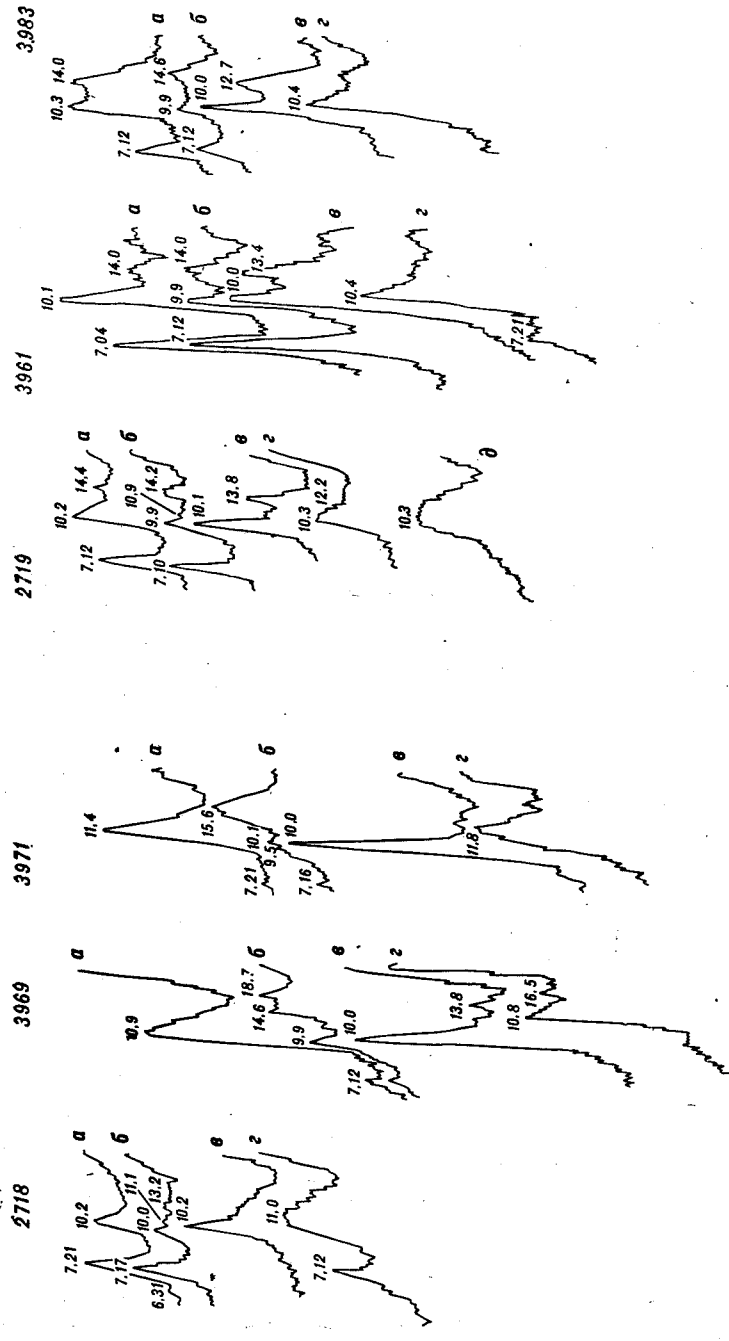 2718
7,21
7,17
6,31
10.2
а
10.0
11.1
13.2
б
10.2
в
11.0
г
7,12
3969
10,9
а
14.6
18.7
б
9.9
7,12
10.0
13.8
в
10.8
16.5
г
3971
11.4
а
7,21
15.6
б
10.1
9.5
7,16
10.0
в
11.8
г
2719
7,12
10.2
14.4
а
7,10
9.9
10,9
14.2
б
10.1
13.8
в
10.3
12.2
г
10.3
д
3961
7,04
10.1
14.0
а
7,12
9.9
14.0
б
10.0
13.4
в
10.4
7,21
г
3,983
7,12
10.3
14.0
а
7,12
9.9
14.6
б
10.0
12.7
в
10.4
г